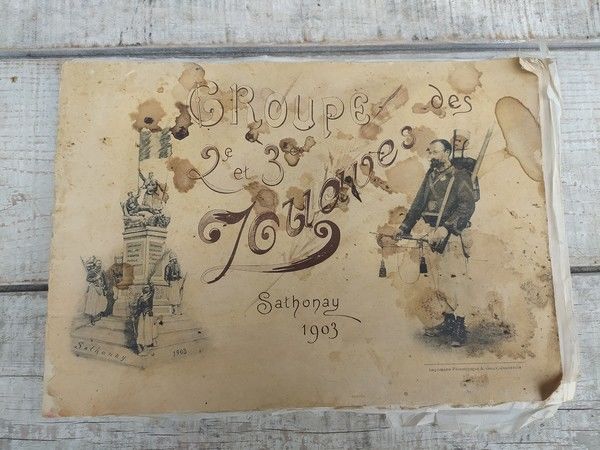 GROUPE des
2e et 3e
Zouaves
Sathonay
1903
Sathonay 1903